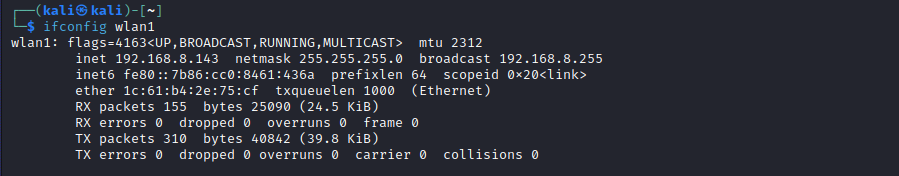 ┌──(kali㉿kali)-[~]
└─$ ifconfig wlan1
wlan1: flags=4163<UP,BROADCAST,RUNNING,MULTICAST>  mtu 2312
        inet 192.168.8.143  netmask 255.255.255.0  broadcast 192.168.8.255
        inet6 fe80::7b86:cc0:8461:436a  prefixlen 64  scopeid 0×20<link>
        ether 1c:61:b4:2e:75:cf  txqueuelen 1000  (Ethernet)
        RX packets 155  bytes 25090 (24.5 KiB)
        RX errors 0  dropped 0  overruns 0  frame 0
        TX packets 310  bytes 40842 (39.8 KiB)
        TX errors 0  dropped 0 overruns 0  carrier 0  collisions 0